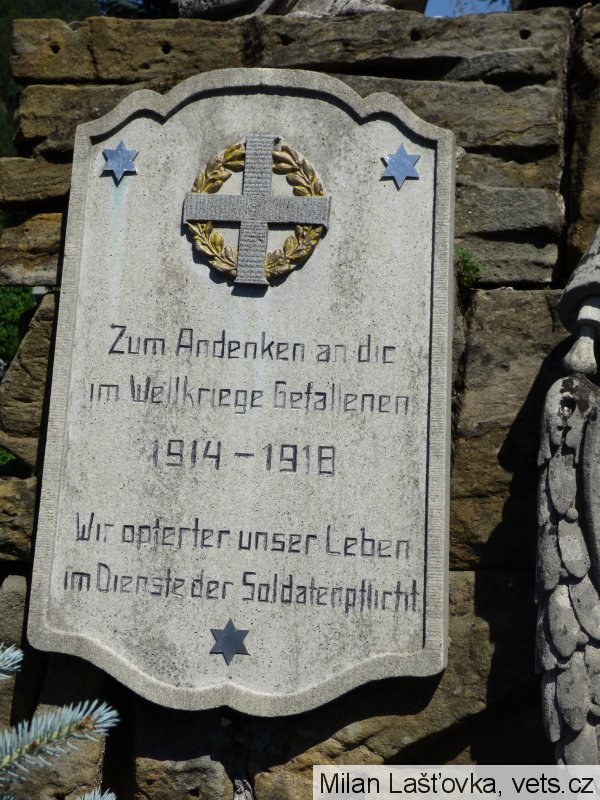 Zum Andenken an die
im Weltkriege Gefallenen
1914 – 1918
Wir opferter unser Leben
im Dienste der Soldatenpflicht
Milan Lašťovka, vets.cz